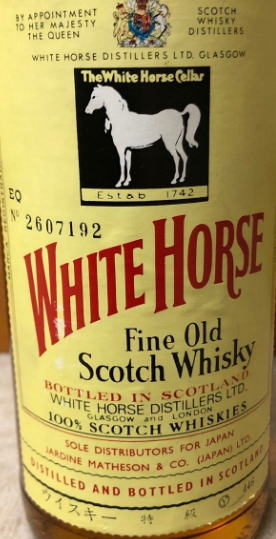 BY APPOINTMENT
TO HER MAJESTY
THE QUEEN
SCOTCH
WHISKY
DISTILLERS
WHITE HORSE DISTILLERS LTD. GLASGOW
The White Horse Cellar
Estab 1742
EQ
Nº 2607192
WHITE HORSE
Fine Old
Scotch Whisky
BOTTLED IN SCOTLAND
WHITE HORSE DISTILLERS LTD.
GLASGOW and LONDON
100% SCOTCH WHISKIES
SOLE DISTRIBUTORS FOR JAPAN
JARDINE MATHESON & CO. (JAPAN) LTD.
DISTILLED AND BOTTLED IN SCOTLAND
ウイスキー 特級